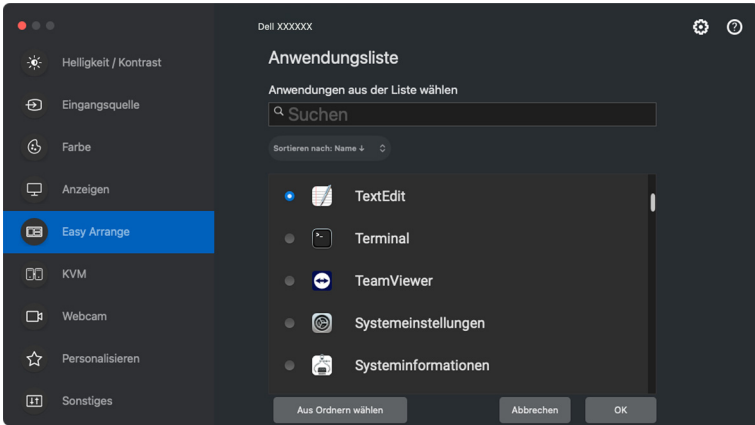 Dell XXXXXX
Helligkeit / Kontrast
Eingangsquelle
Farbe
Anzeigen
Easy Arrange
KVM
Webcam
Personalisieren
Sonstiges
Anwendungsliste
Anwendungen aus der Liste wählen
Suchen
Sortieren nach: Name ↓
TextEdit
Terminal
TeamViewer
Systemeinstellungen
Systeminformationen
Aus Ordnern wählen
Abbrechen
OK